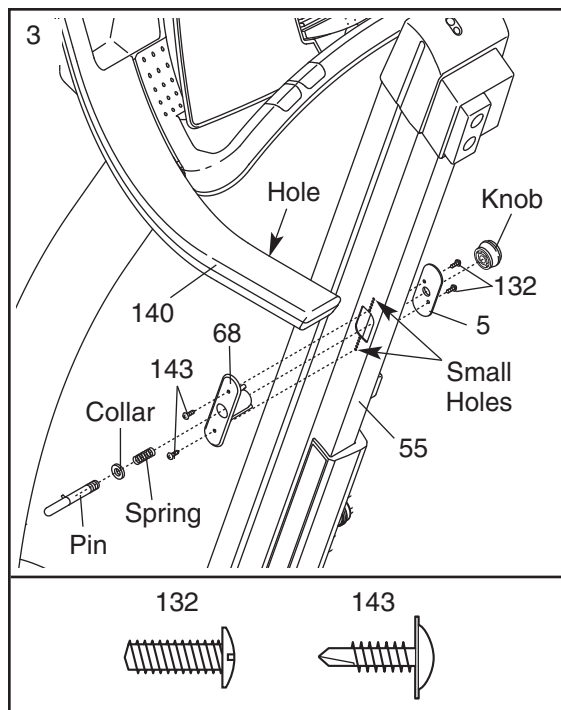 3
Hole
Knob
140
132
5
68
143
Small
Holes
Collar
55
Spring
Pin
132
143